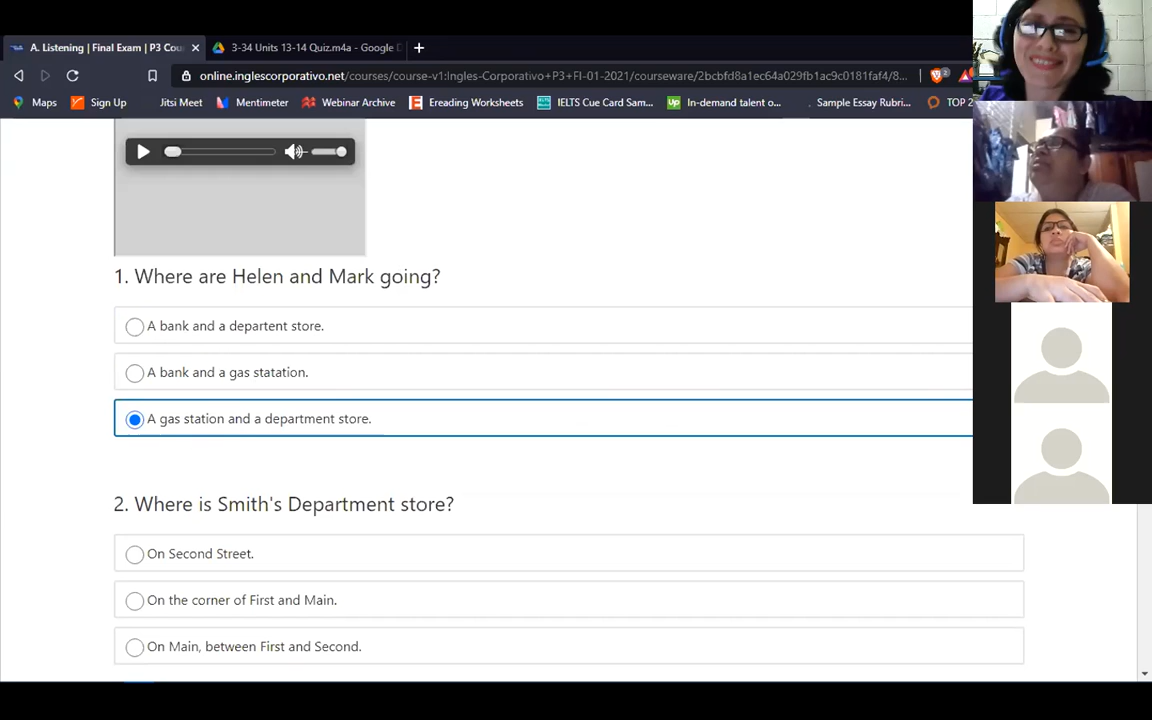 A. Listening | Final Exam | P3 Cou
3-34 Units 13-14 Quiz.m4a - Google D
online.inglescorporativo.net/courses/course-v1:Ingles-Corporativo+P3+FI-01-2021/courseware/2bcbfd8a1ec64a029fb1ac9c0181faf4/8...
2
Maps Sign Up Jitsi Meet Mentimeter Webinar Archive Ereading Worksheets IELTS Cue Card Sam... Up In-demand talent o... Sample Essay Rubri... TOP 2
1. Where are Helen and Mark going?
A bank and a departent store.
A bank and a gas statation.
A gas station and a department store.
2. Where is Smith's Department store?
On Second Street.
On the corner of First and Main.
On Main, between First and Second.